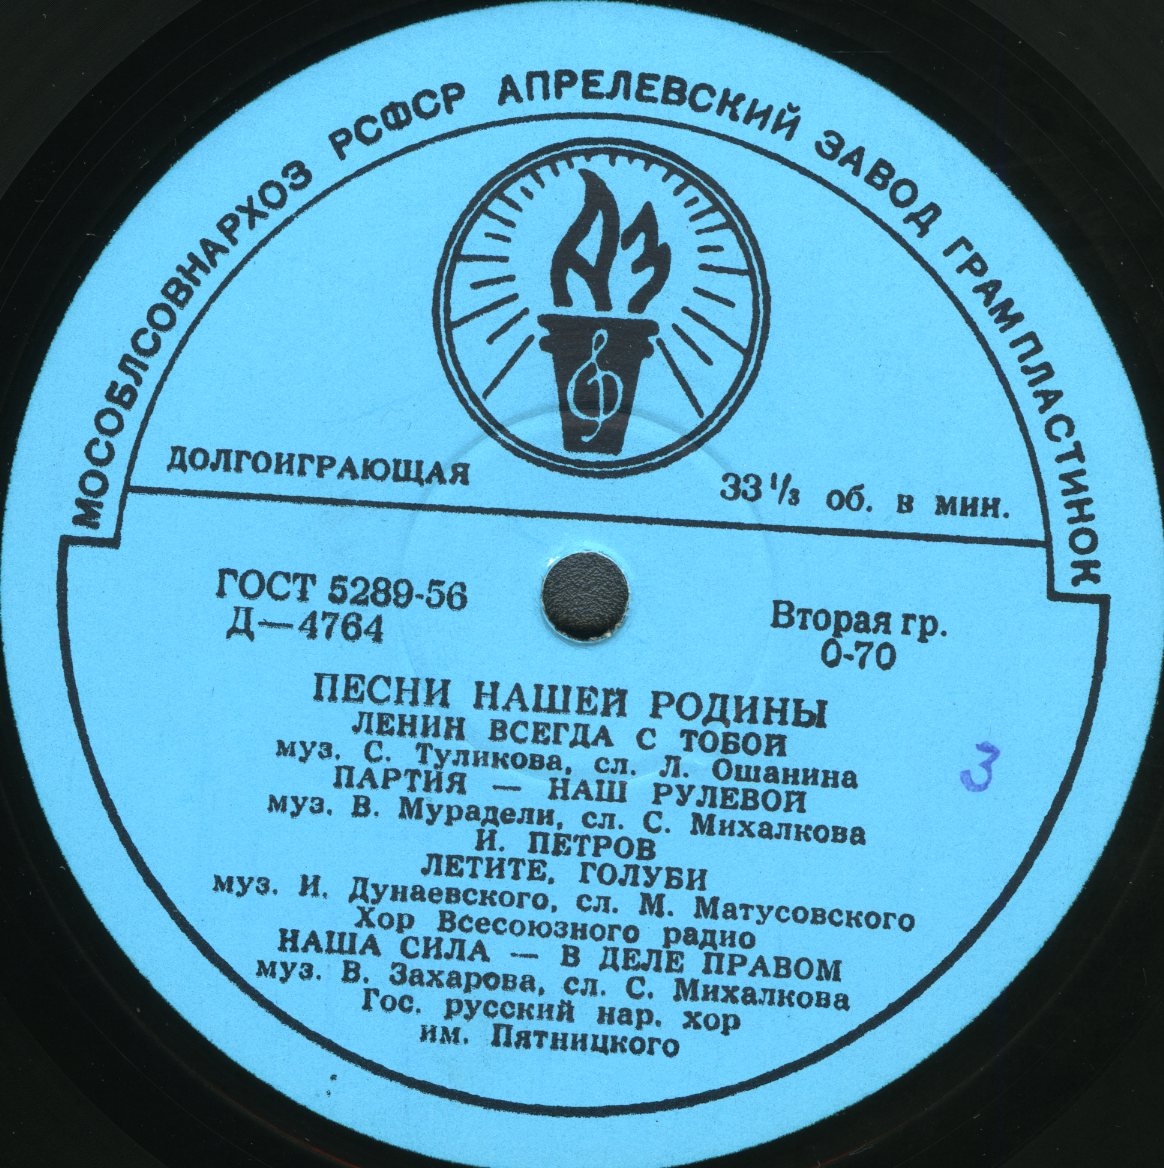 МОСОБЛСОВНАРХОЗ РСФСР АПРЕЛЕВСКИЙ ЗАВОД ГРАМПЛАСТИНОК
АЗ
ДОЛГОИГРАЮЩАЯ
33 1/3 об. в мин.
ГОСТ 5289-56
Д—4764
Вторая гр.
0-70
ПЕСНИ НАШЕЙ РОДИНЫ
ЛЕНИН ВСЕГДА С ТОБОЙ
муз. С. Туликова, сл. Л. Ошанина
ПАРТИЯ — НАШ РУЛЕВОЙ
муз. В. Мурадели, сл. С. Михалкова
И. ПЕТРОВ
ЛЕТИТЕ, ГОЛУБИ
муз. И. Дунаевского, сл. М. Матусовского
Хор Всесоюзного радио
НАША СИЛА — В ДЕЛЕ ПРАВОМ
муз. В. Захарова, сл. С. Михалкова
Гос. русский нар. хор
им. Пятницкого
3